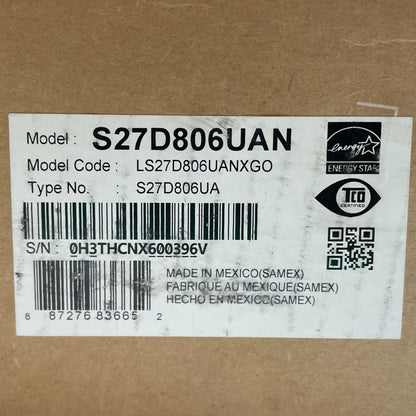 Model : S27D806UAN
Model Code : LS27D806UANXGO
Type No. : S27D806UA
energy
ENERGY STAR
TCO
CERTIFIED
S/N : 0H3THCNX600396V
MADE IN MEXICO(SAMEX)
FABRIQUE AU MEXIQUE(SAMEX)
HECHO EN MEXICO(SAMEX)
8 87276 83665 2